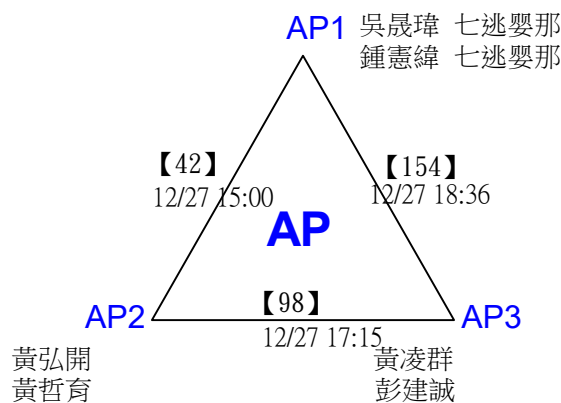 AP1 吳晟瑋 七逃嬰那
鍾憲緯 七逃嬰那
【42】
12/27 15:00
【154】
12/27 18:36
AP
【98】
12/27 17:15
AP2
AP3
黃弘開
黃哲育
黃凌群
彭建誠